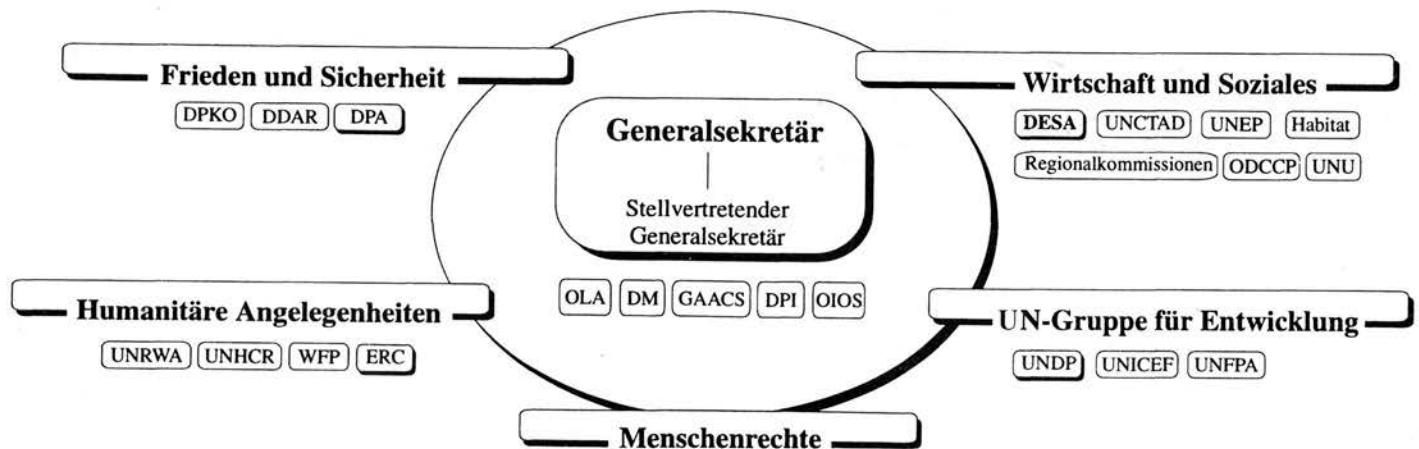 Frieden und Sicherheit
DPKO DDAR DPA
Wirtschaft und Soziales
DESA UNCTAD UNEP Habitat
Regionalkommissionen ODCCP UNU
Generalsekretär
Stellvertretender
Generalsekretär
OLA DM GAACS DPI OIOS
Humanitäre Angelegenheiten
UNRWA UNHCR WFP ERC
UN-Gruppe für Entwicklung
UNDP UNICEF UNFPA
Menschenrechte